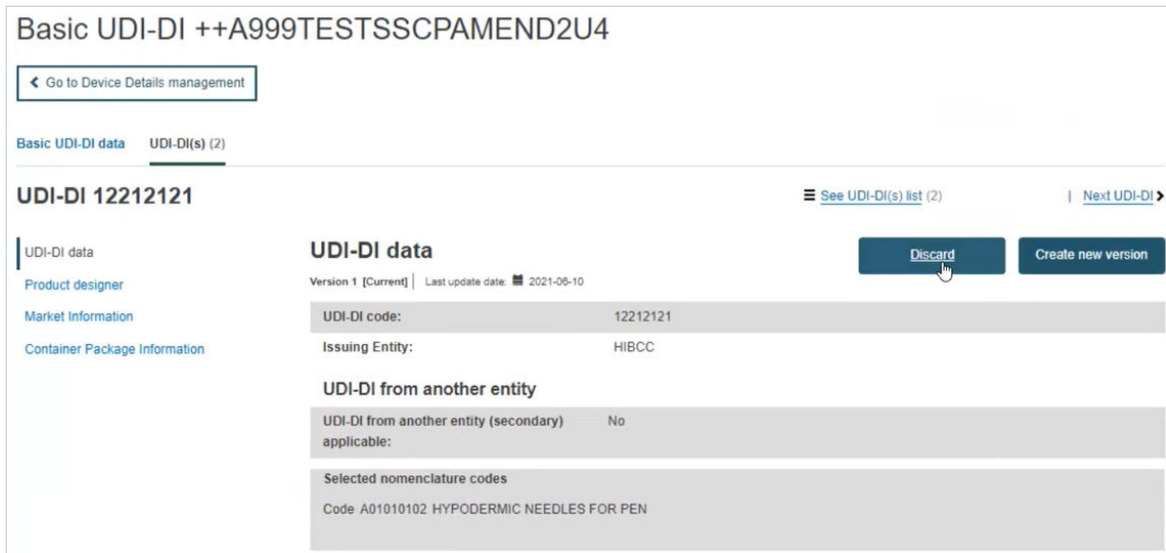 Basic UDI-DI ++A999TESTSSCPAMEND2U4
Go to Device Details management
Basic UDI-DI data UDI-DI(s) (2)
UDI-DI 12212121
See UDI-DI(s) list (2) | Next UDI-DI
UDI-DI data
Product designer
Market Information
Container Package Information
UDI-DI data
Discard Create new version
Version 1 [Current] | Last update date: 2021-06-10
UDI-DI code: 12212121
Issuing Entity: HIBCC
UDI-DI from another entity
UDI-DI from another entity (secondary) No
applicable:
Selected nomenclature codes
Code A01010102 HYPODERMIC NEEDLES FOR PEN